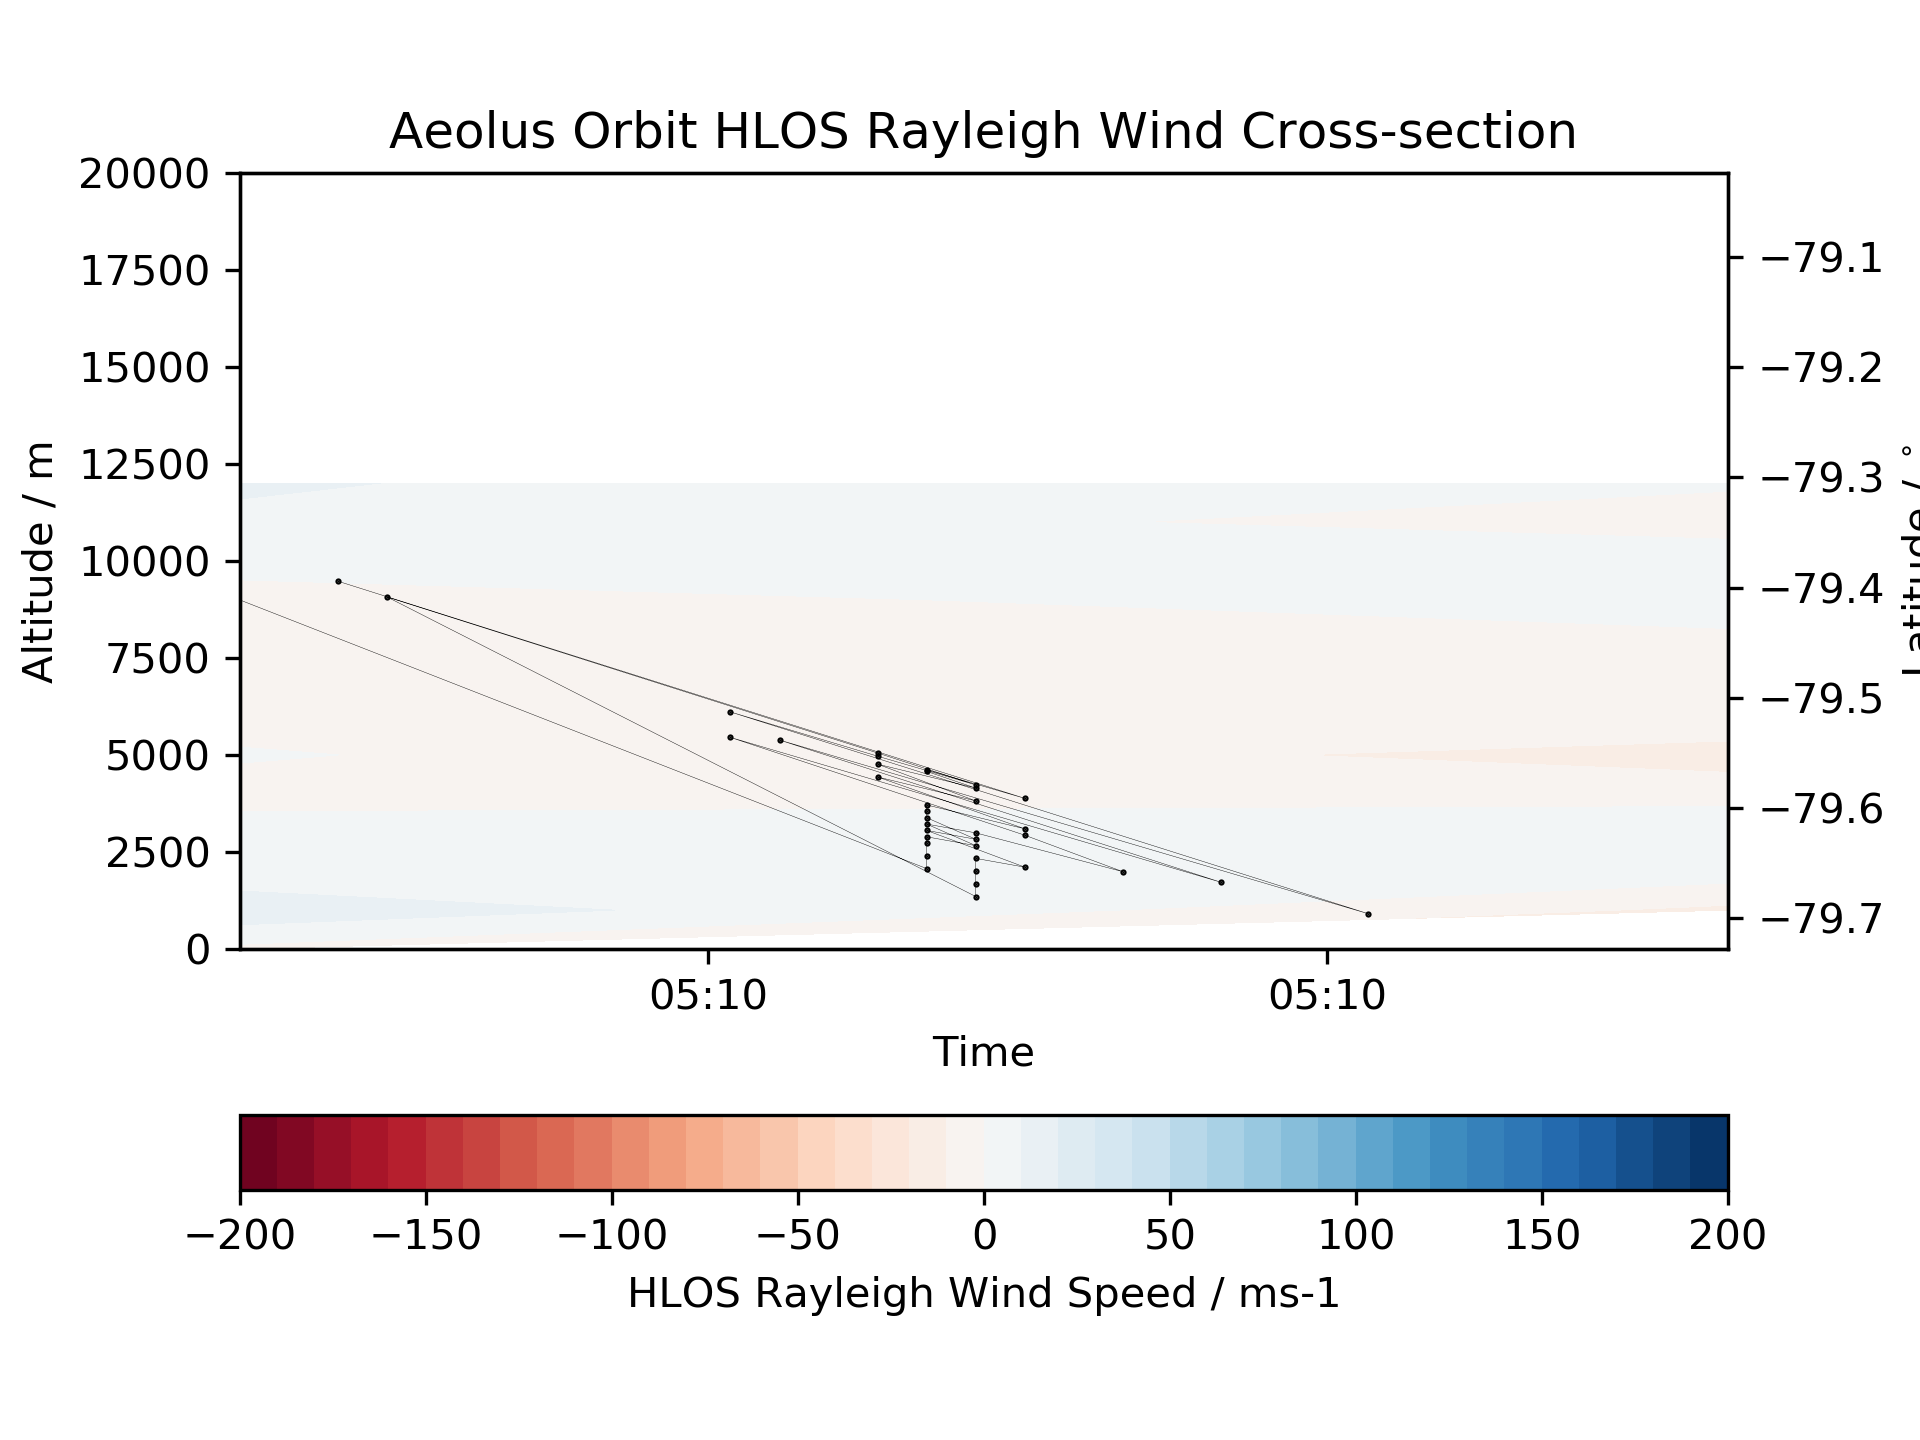 Aeolus Orbit HLOS Rayleigh Wind Cross-section
20000
17500
15000
12500
10000
7500
5000
2500
0
Altitude / m
−79.1
−79.2
−79.3
−79.4
−79.5
−79.6
−79.7
Latitude / °
05:10 05:10
Time
−200 −150 −100 −50 0 50 100 150 200
HLOS Rayleigh Wind Speed / ms-1